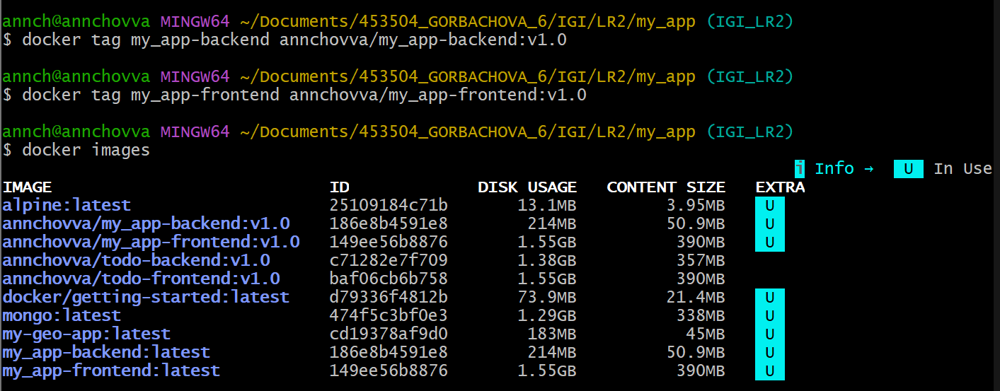 annch@annchovva MINGW64 ~/Documents/453504_GORBACHOVA_6/IGI/LR2/my_app (IGI_LR2)
$ docker tag my_app-backend annchovva/my_app-backend:v1.0
annch@annchovva MINGW64 ~/Documents/453504_GORBACHOVA_6/IGI/LR2/my_app (IGI_LR2)
$ docker tag my_app-frontend annchovva/my_app-frontend:v1.0
annch@annchovva MINGW64 ~/Documents/453504_GORBACHOVA_6/IGI/LR2/my_app (IGI_LR2)
$ docker images
i Info → U In Use
IMAGE ID DISK USAGE CONTENT SIZE EXTRA
alpine:latest 25109184c71b 13.1MB 3.95MB U
annchovva/my_app-backend:v1.0 186e8b4591e8 214MB 50.9MB U
annchovva/my_app-frontend:v1.0 149ee56b8876 1.55GB 390MB U
annchovva/todo-backend:v1.0 c71282e7f709 1.38GB 357MB
annchovva/todo-frontend:v1.0 baf06cb6b758 1.55GB 390MB
docker/getting-started:latest d79336f4812b 73.9MB 21.4MB U
mongo:latest 474f5c3bf0e3 1.29GB 338MB U
my-geo-app:latest cd19378af9d0 183MB 45MB U
my_app-backend:latest 186e8b4591e8 214MB 50.9MB U
my_app-frontend:latest 149ee56b8876 1.55GB 390MB U